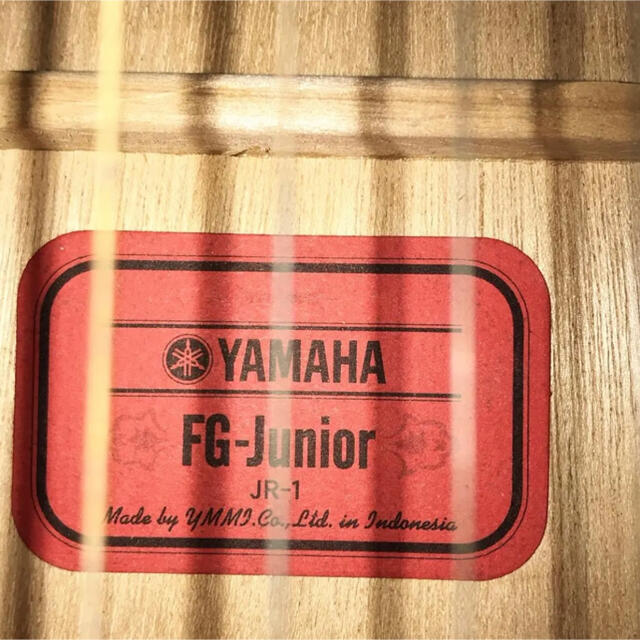 YAMAHA
FG-Junior
JR-1
Made by YMMI.Co.,Ltd. in Indonesia